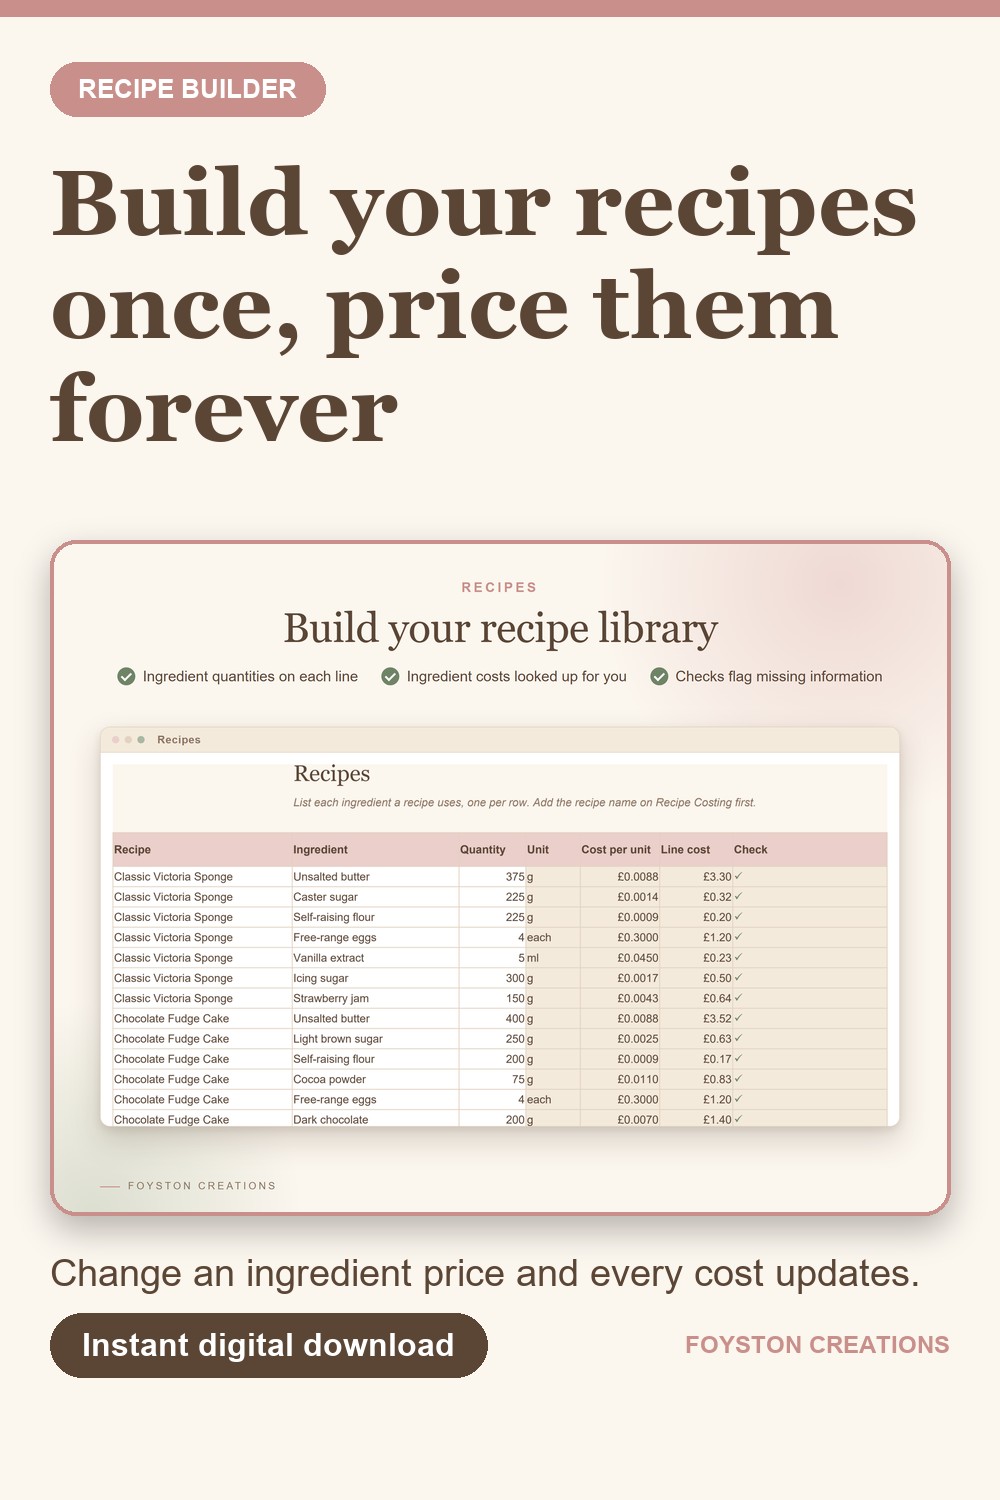 RECIPE BUILDER
Build your recipes
once, price them
forever
RECIPES
Build your recipe library
Ingredient quantities on each line Ingredient costs looked up for you Checks flag missing information
Recipes
Recipes
List each ingredient a recipe uses, one per row. Add the recipe name on Recipe Costing first.
Recipe Ingredient Quantity Unit Cost per unit Line cost Check
Classic Victoria Sponge Unsalted butter 375 g £0.0088 £3.30 ✓
Classic Victoria Sponge Caster sugar 225 g £0.0014 £0.32 ✓
Classic Victoria Sponge Self-raising flour 225 g £0.0009 £0.20 ✓
Classic Victoria Sponge Free-range eggs 4 each £0.3000 £1.20 ✓
Classic Victoria Sponge Vanilla extract 5 ml £0.0450 £0.23 ✓
Classic Victoria Sponge Icing sugar 300 g £0.0017 £0.50 ✓
Classic Victoria Sponge Strawberry jam 150 g £0.0043 £0.64 ✓
Chocolate Fudge Cake Unsalted butter 400 g £0.0088 £3.52 ✓
Chocolate Fudge Cake Light brown sugar 250 g £0.0025 £0.63 ✓
Chocolate Fudge Cake Self-raising flour 200 g £0.0009 £0.17 ✓
Chocolate Fudge Cake Cocoa powder 75 g £0.0110 £0.83 ✓
Chocolate Fudge Cake Free-range eggs 4 each £0.3000 £1.20 ✓
Chocolate Fudge Cake Dark chocolate 200 g £0.0070 £1.40 ✓
FOYSTON CREATIONS
Change an ingredient price and every cost updates.
Instant digital download
FOYSTON CREATIONS